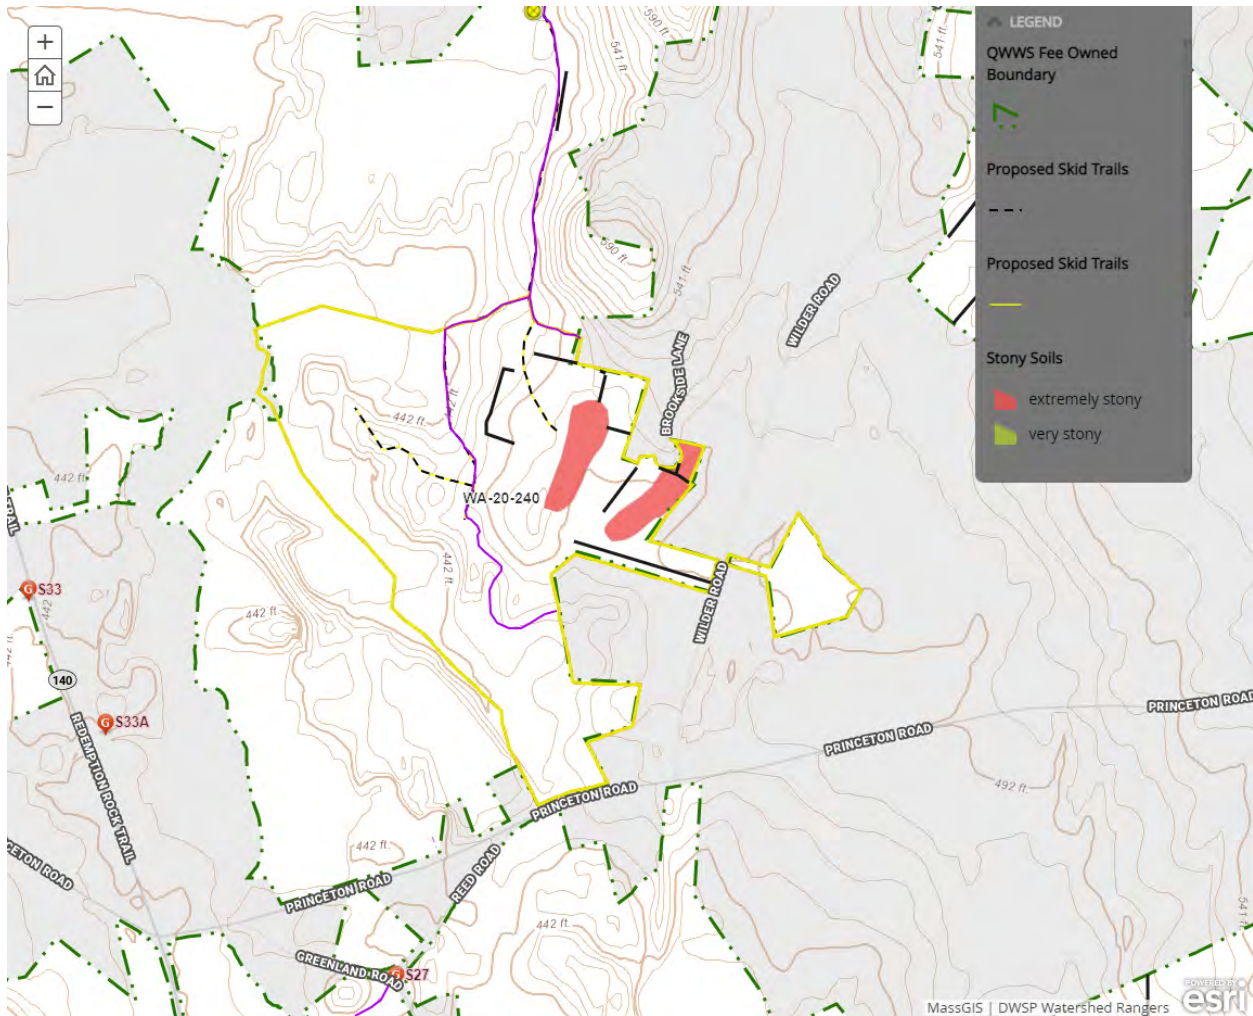 LEGEND
QWWS Fee Owned
Boundary
Proposed Skid Trails
Proposed Skid Trails
Stony Soils
extremely stony
very stony
+
−
590 ft.
541 ft.
590 ft.
541 ft.
WILDER ROAD
BROOKSIDE LANE
442 ft.
442 ft.
442 ft.
WA-20-240
442 ft.
G S33
442
442 ft.
WILDER ROAD
140
G S33A
REDEMPTION ROCK TRAIL
PRINCETON ROAD
PRINCETON ROAD
492 ft.
PRINCETON ROAD
442 ft.
REED ROAD
PRINCETON ROAD
CETON ROAD
541 ft.
442 ft.
GREENLAND ROAD
G S27
MassGIS | DWSP Watershed Rangers
POWERED BY
esri